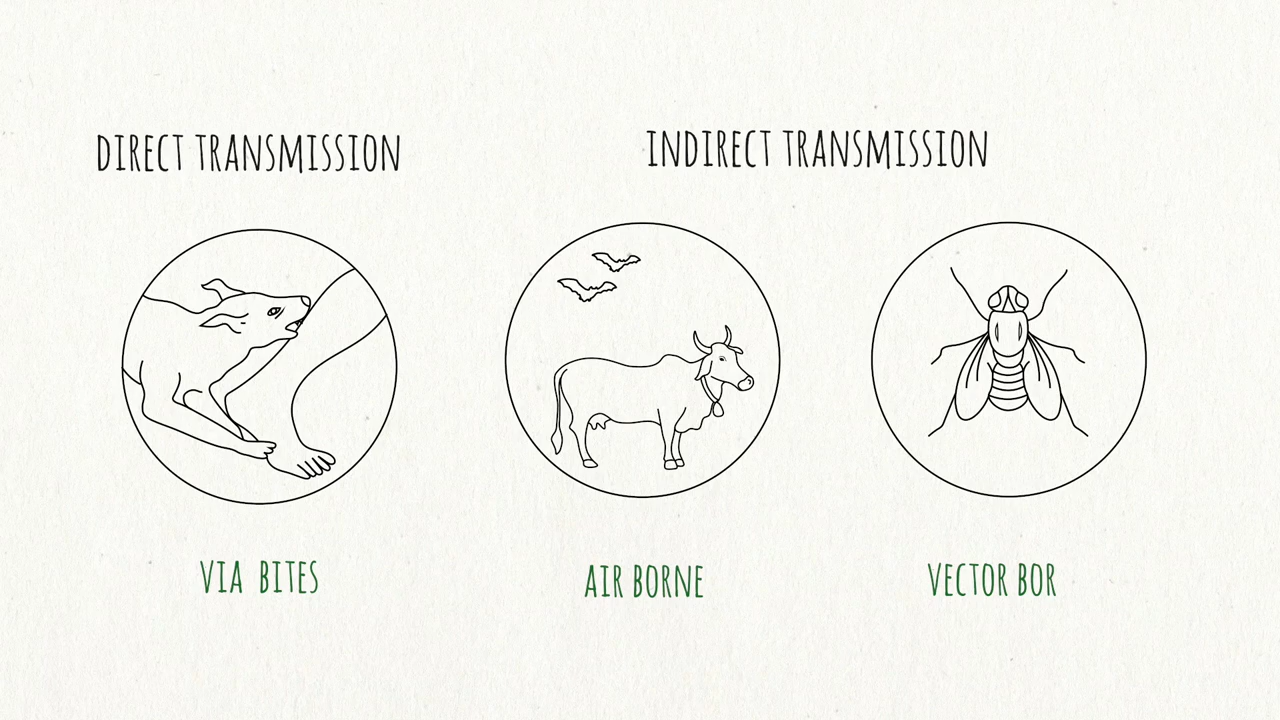 DIRECT TRANSMISSION
INDIRECT TRANSMISSION
VIA BITES
AIR BORNE
VECTOR BOR